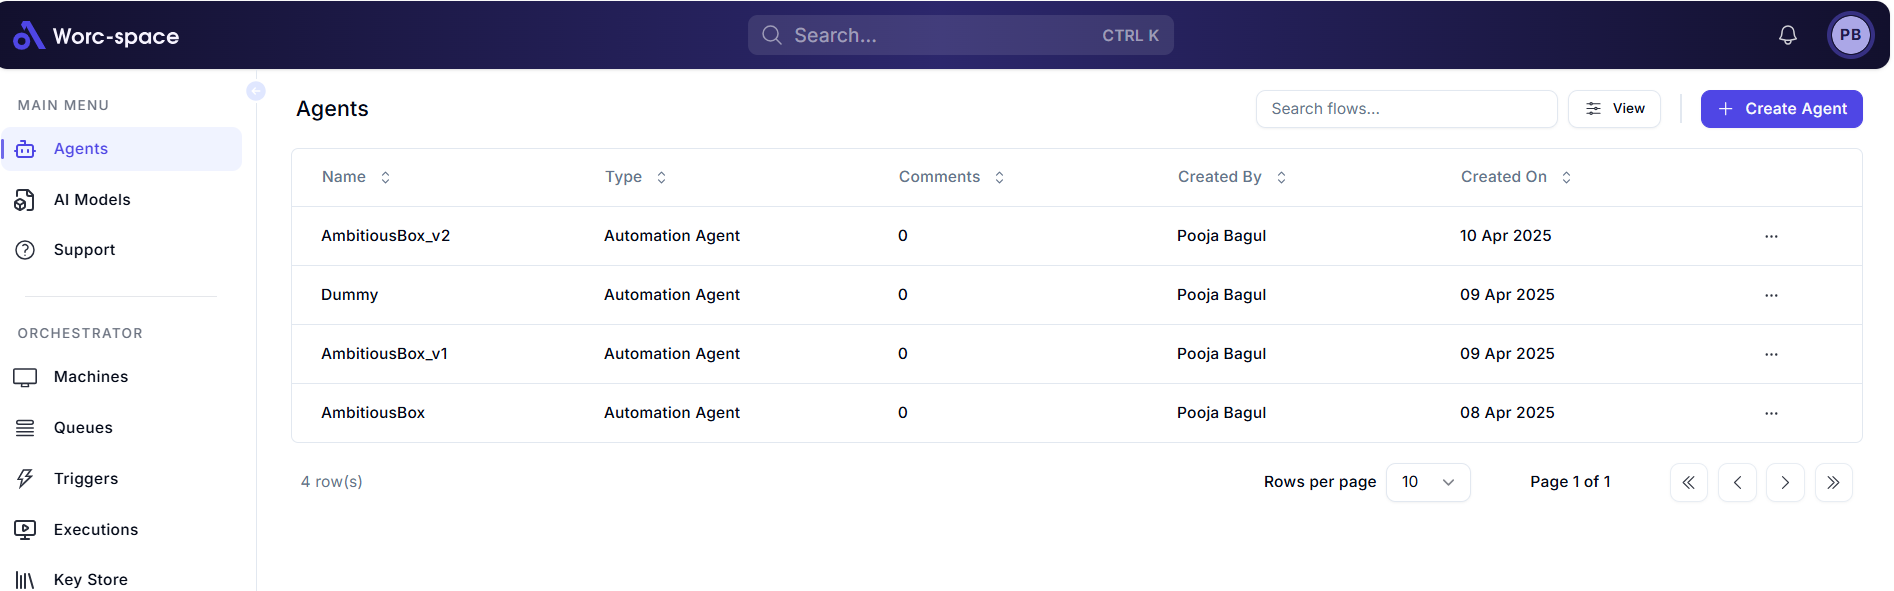 Worc-space
Search...
CTRL K
PB
MAIN MENU
Agents
AI Models
Support
ORCHESTRATOR
Machines
Queues
Triggers
Executions
Key Store
Agents
Search flows...
View
Create Agent
Name Type Comments Created By Created On
AmbitiousBox_v2 Automation Agent 0 Pooja Bagul 10 Apr 2025 ...
Dummy Automation Agent 0 Pooja Bagul 09 Apr 2025 ...
AmbitiousBox_v1 Automation Agent 0 Pooja Bagul 09 Apr 2025 ...
AmbitiousBox Automation Agent 0 Pooja Bagul 08 Apr 2025 ...
4 row(s)
Rows per page 10
Page 1 of 1